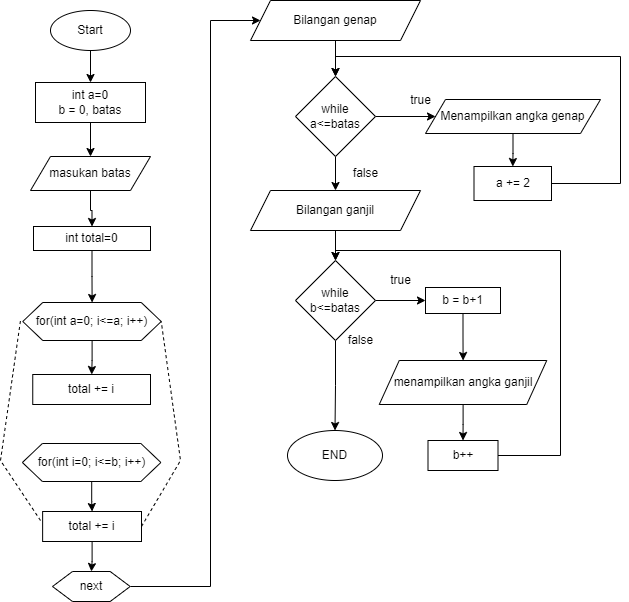 Start
int a=0
b = 0, batas
masukan batas
int total=0
for(int a=0; i<=a; i++)
total += i
for(int i=0; i<=b; i++)
total += i
next
Bilangan genap
while
a<=batas
true
Menampilkan angka genap
a += 2
false
Bilangan ganjil
while
b<=batas
true
b = b+1
false
menampilkan angka ganjil
b++
END